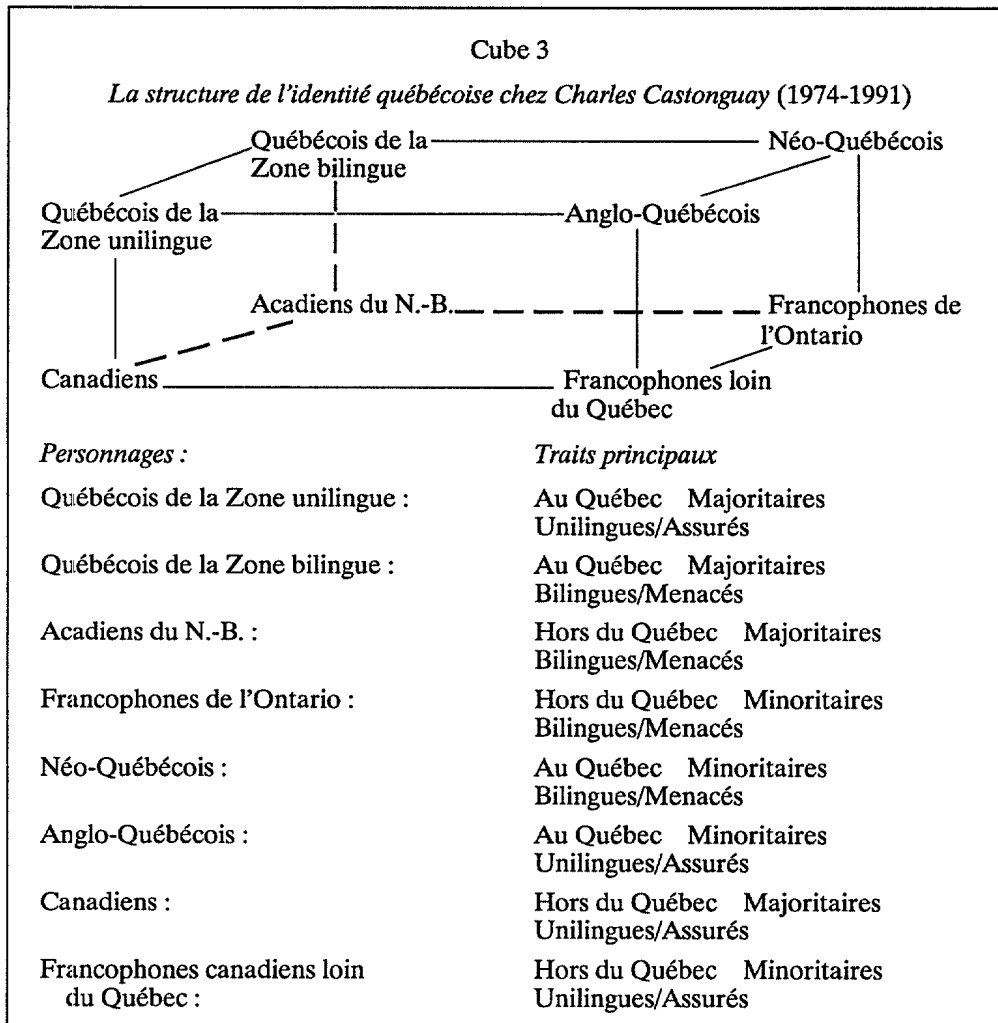 Cube 3
La structure de l'identité québécoise chez Charles Castonguay (1974-1991)
Québécois de la Néo-Québécois
Zone bilingue
Québécois de la Anglo-Québécois
Zone unilingue
Acadiens du N.-B. Francophones de
l'Ontario
Canadiens Francophones loin
du Québec
Personnages : Traits principaux
Québécois de la Zone unilingue : Au Québec Majoritaires
Unilingues/Assurés
Québécois de la Zone bilingue : Au Québec Majoritaires
Bilingues/Menacés
Acadiens du N.-B. : Hors du Québec Majoritaires
Bilingues/Menacés
Francophones de l'Ontario : Hors du Québec Minoritaires
Bilingues/Menacés
Néo-Québécois : Au Québec Minoritaires
Bilingues/Menacés
Anglo-Québécois : Au Québec Minoritaires
Unilingues/Assurés
Canadiens : Hors du Québec Majoritaires
Unilingues/Assurés
Francophones canadiens loin Hors du Québec Minoritaires
du Québec : Unilingues/Assurés